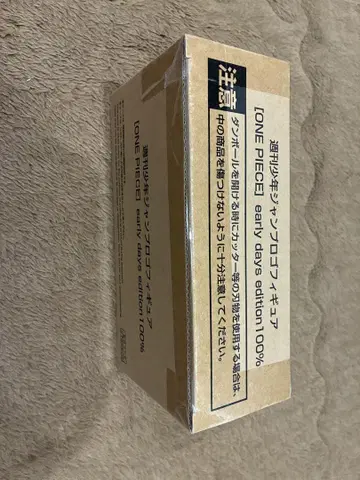 週刊少年ジャンプロゴフィギュア
［ONE PIECE］ early days edition100%
注意
ダンボールを開ける時にカッター等の刃物を使用する場合は、
中の商品を傷つけないように十分注意してください。
週刊少年ジャンプロゴフィギュア
［ONE PIECE］ early days edition100%